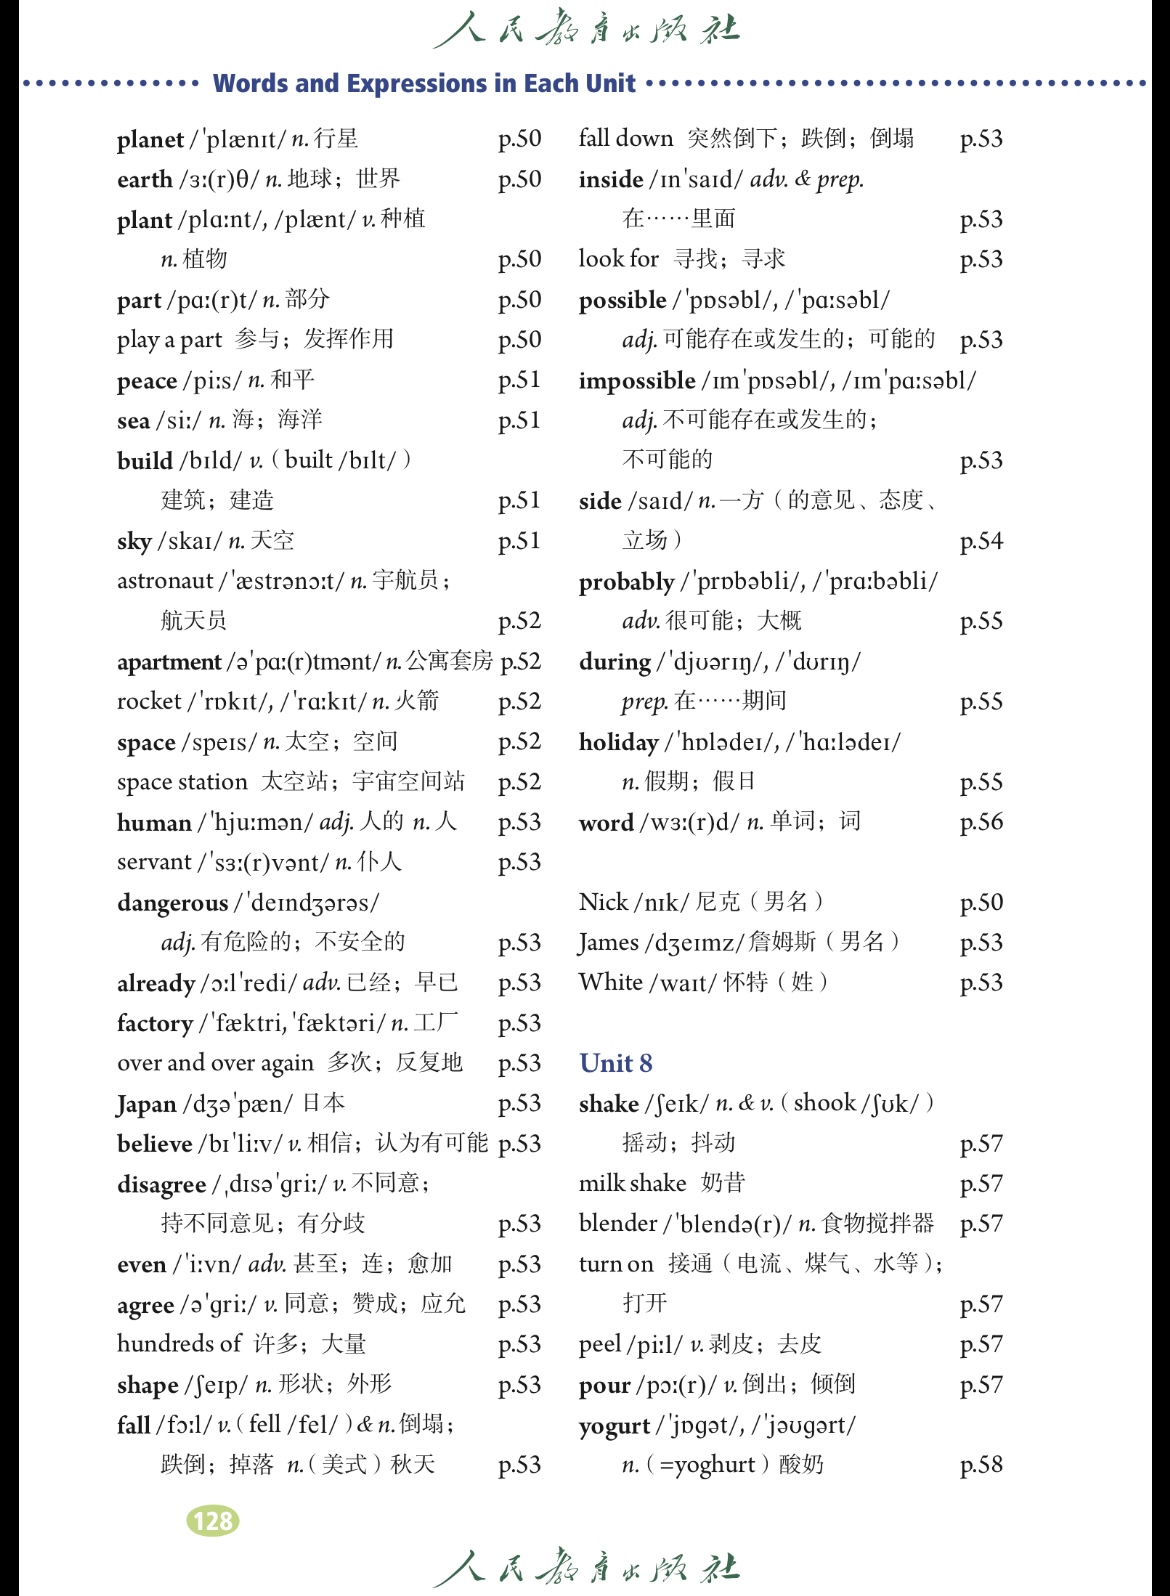 人民教育出版社
Words and Expressions in Each Unit
planet /ˈplænɪt/ n. 行星 p.50
earth /ɜː(r)θ/ n. 地球；世界 p.50
plant /plɑːnt/, /plænt/ v. 种植
n. 植物 p.50
part /pɑː(r)t/ n. 部分 p.50
play a part 参与；发挥作用 p.50
peace /piːs/ n. 和平 p.51
sea /siː/ n. 海；海洋 p.51
build /bɪld/ v.（built /bɪlt/）
建筑；建造 p.51
sky /skaɪ/ n. 天空 p.51
astronaut /ˈæstrənɔːt/ n. 宇航员；
航天员 p.52
apartment /əˈpɑː(r)tmənt/ n. 公寓套房 p.52
rocket /ˈrɒkɪt/, /ˈrɑːkɪt/ n. 火箭 p.52
space /speɪs/ n. 太空；空间 p.52
space station 太空站；宇宙空间站 p.52
human /ˈhjuːmən/ adj. 人的 n. 人 p.53
servant /ˈsɜː(r)vənt/ n. 仆人 p.53
dangerous /ˈdeɪndʒərəs/
adj. 有危险的；不安全的 p.53
already /ɔːlˈredi/ adv. 已经；早已 p.53
factory /ˈfæktri, ˈfæktəri/ n. 工厂 p.53
over and over again 多次；反复地 p.53
Japan /dʒəˈpæn/ 日本 p.53
believe /bɪˈliːv/ v. 相信；认为有可能 p.53
disagree /ˌdɪsəˈɡriː/ v. 不同意；
持不同意见；有分歧 p.53
even /ˈiːvn/ adv. 甚至；连；愈加 p.53
agree /əˈɡriː/ v. 同意；赞成；应允 p.53
hundreds of 许多；大量 p.53
shape /ʃeɪp/ n. 形状；外形 p.53
fall /fɔːl/ v.（fell /fel/）& n. 倒塌；
跌倒；掉落 n.（美式）秋天 p.53
fall down 突然倒下；跌倒；倒塌 p.53
inside /ɪnˈsaɪd/ adv. & prep.
在……里面 p.53
look for 寻找；寻求 p.53
possible /ˈpɒsəbl/, /ˈpɑːsəbl/
adj. 可能存在或发生的；可能的 p.53
impossible /ɪmˈpɒsəbl/, /ɪmˈpɑːsəbl/
adj. 不可能存在或发生的；
不可能的 p.53
side /saɪd/ n. 一方（的意见、态度、
立场） p.54
probably /ˈprɒbəbli/, /ˈprɑːbəbli/
adv. 很可能；大概 p.55
during /ˈdjʊərɪŋ/, /ˈdʊrɪŋ/
prep. 在……期间 p.55
holiday /ˈhɒlədeɪ/, /ˈhɑːlədeɪ/
n. 假期；假日 p.55
word /wɜː(r)d/ n. 单词；词 p.56
Nick /nɪk/ 尼克（男名） p.50
James /dʒeɪmz/ 詹姆斯（男名） p.53
White /waɪt/ 怀特（姓） p.53
Unit 8
shake /ʃeɪk/ n. & v.（shook /ʃʊk/）
摇动；抖动 p.57
milk shake 奶昔 p.57
blender /ˈblendə(r)/ n. 食物搅拌器 p.57
turn on 接通（电流、煤气、水等）；
打开 p.57
peel /piːl/ v. 剥皮；去皮 p.57
pour /pɔː(r)/ v. 倒出；倾倒 p.57
yogurt /ˈjɒɡət/, /ˈjəʊɡərt/
n.（=yoghurt）酸奶 p.58
128
人民教育出版社